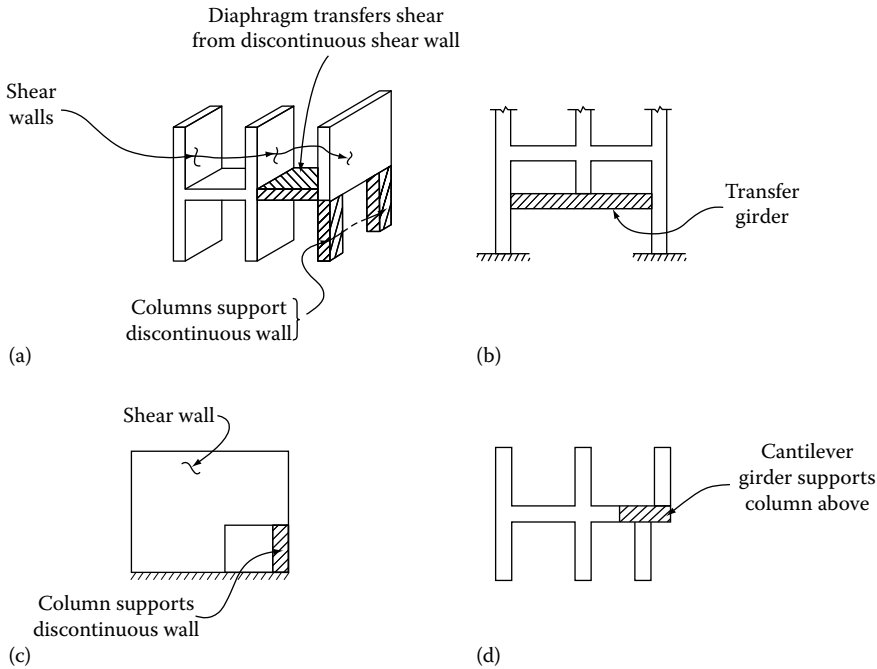 Diaphragm transfers shear
from discontinuous shear wall
Shear
walls
Columns support
discontinuous wall
(a)
Transfer
girder
(b)
Shear wall
Column supports
discontinuous wall
(c)
Cantilever
girder supports
column above
(d)